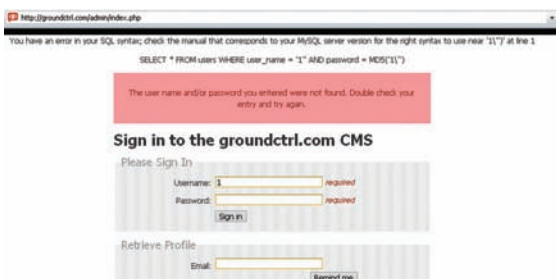 http://groundctrl.com/admin/index.php
You have an error in your SQL syntax; check the manual that corresponds to your MySQL server version for the right syntax to use near '1\")' at line 1
SELECT * FROM users WHERE user_name = "1" AND password = MD5("1\")
The user name and/or password you entered were not found. Double check your
entry and try again.
Sign in to the groundctrl.com CMS
Please Sign In
Username: 1 required
Password: required
Sign in
Retrieve Profile
Email:
Remind me